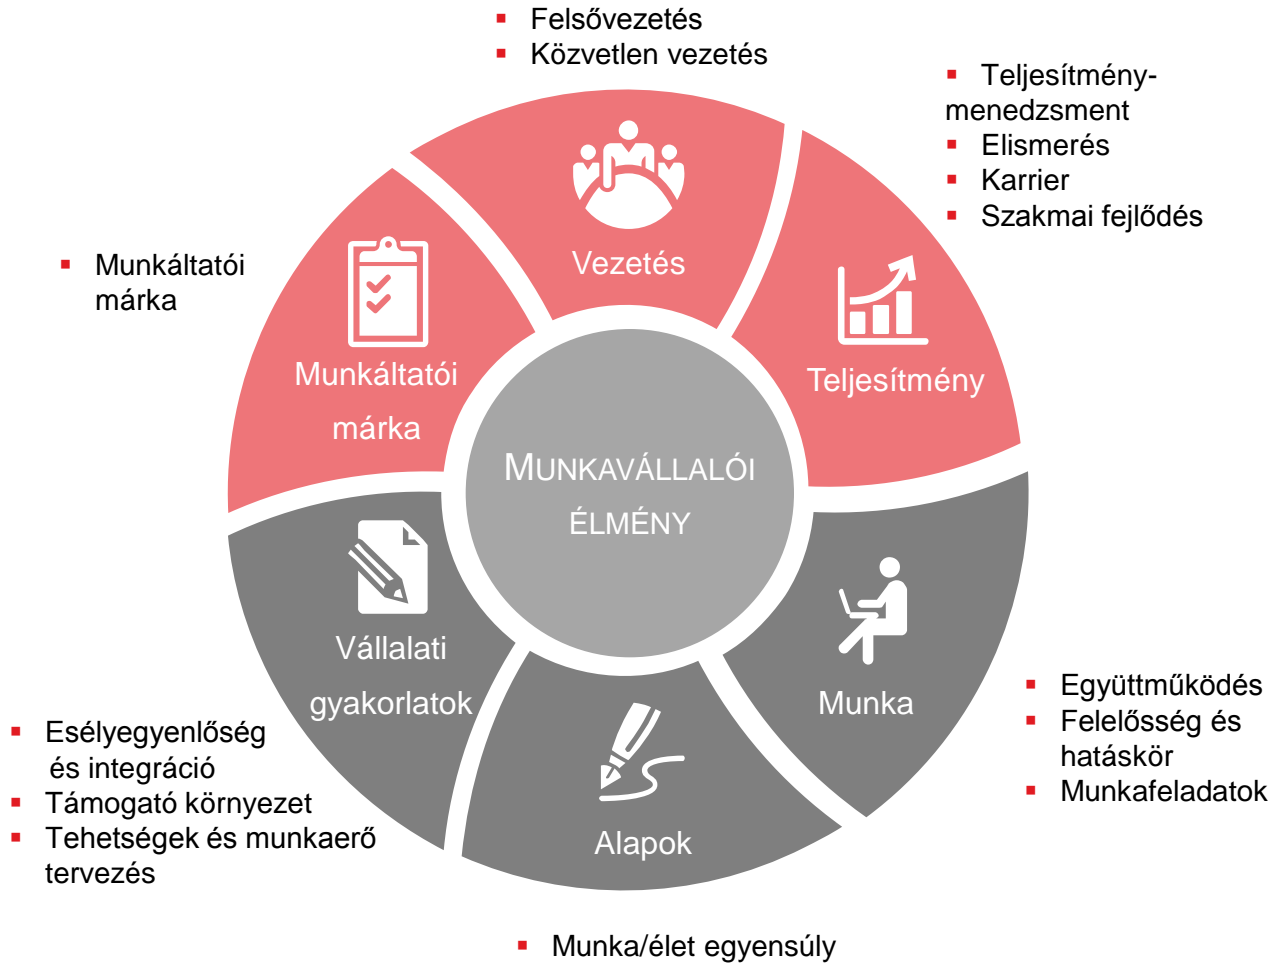 ▪ Felsővezetés
▪ Közvetlen vezetés
▪ Teljesítmény-
menedzsment
▪ Elismerés
▪ Karrier
▪ Szakmai fejlődés
▪ Munkáltatói
márka
Vezetés
Teljesítmény
Munkáltatói
márka
MUNKAVÁLLALÓI
ÉLMÉNY
Vállalati
gyakorlatok
Munka
Alapok
▪ Együttműködés
▪ Felelősség és
hatáskör
▪ Munkafeladatok
▪ Esélyegyenlőség
és integráció
▪ Támogató környezet
▪ Tehetségek és munkaerő
tervezés
▪ Munka/élet egyensúly